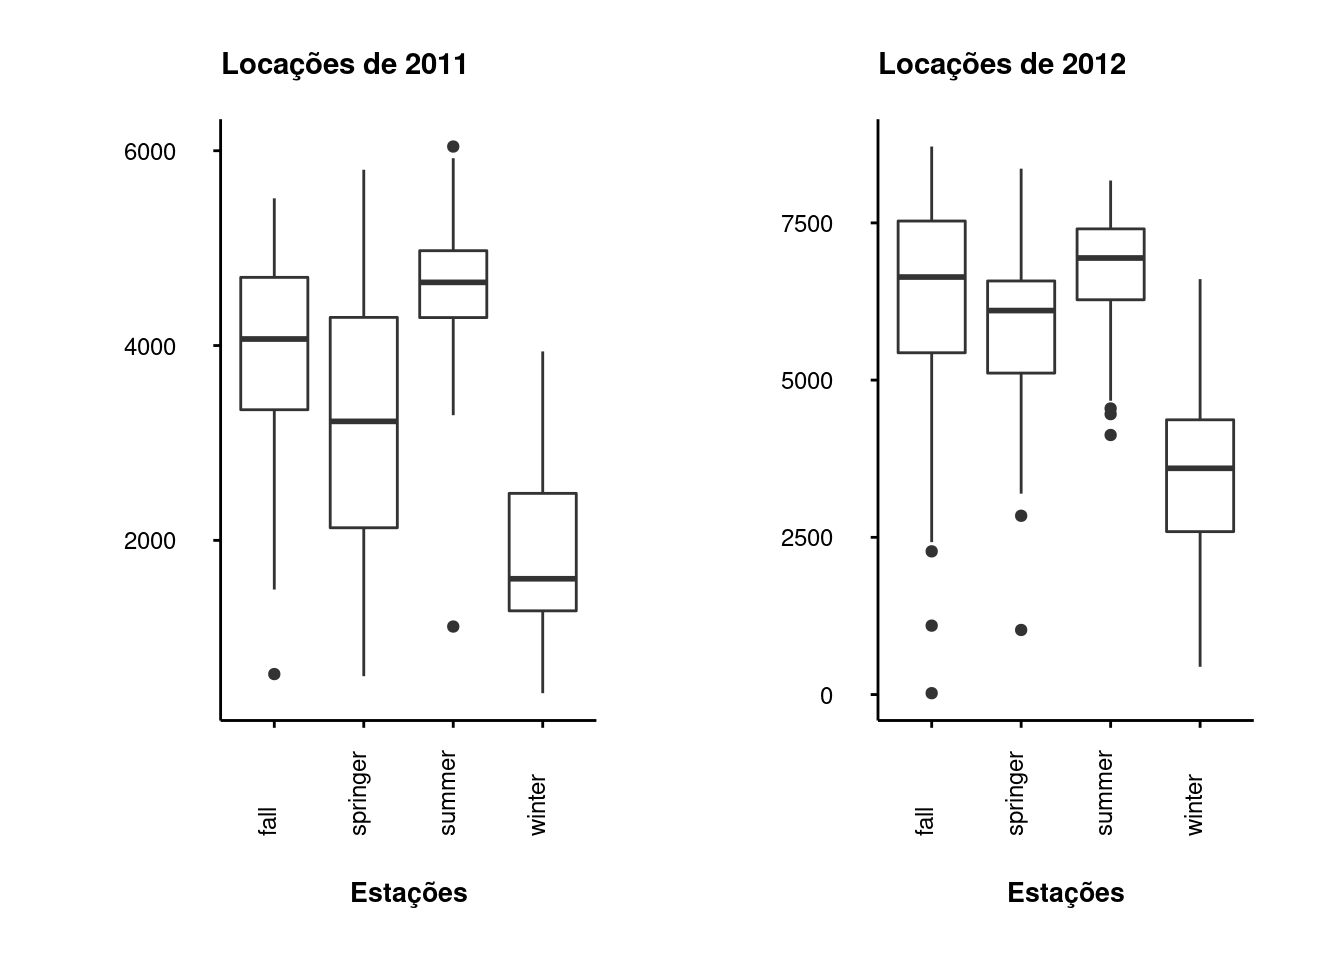 Locações de 2011
6000
4000
2000
fall
springer
summer
winter
Estações
Locações de 2012
7500
5000
2500
0
fall
springer
summer
winter
Estações